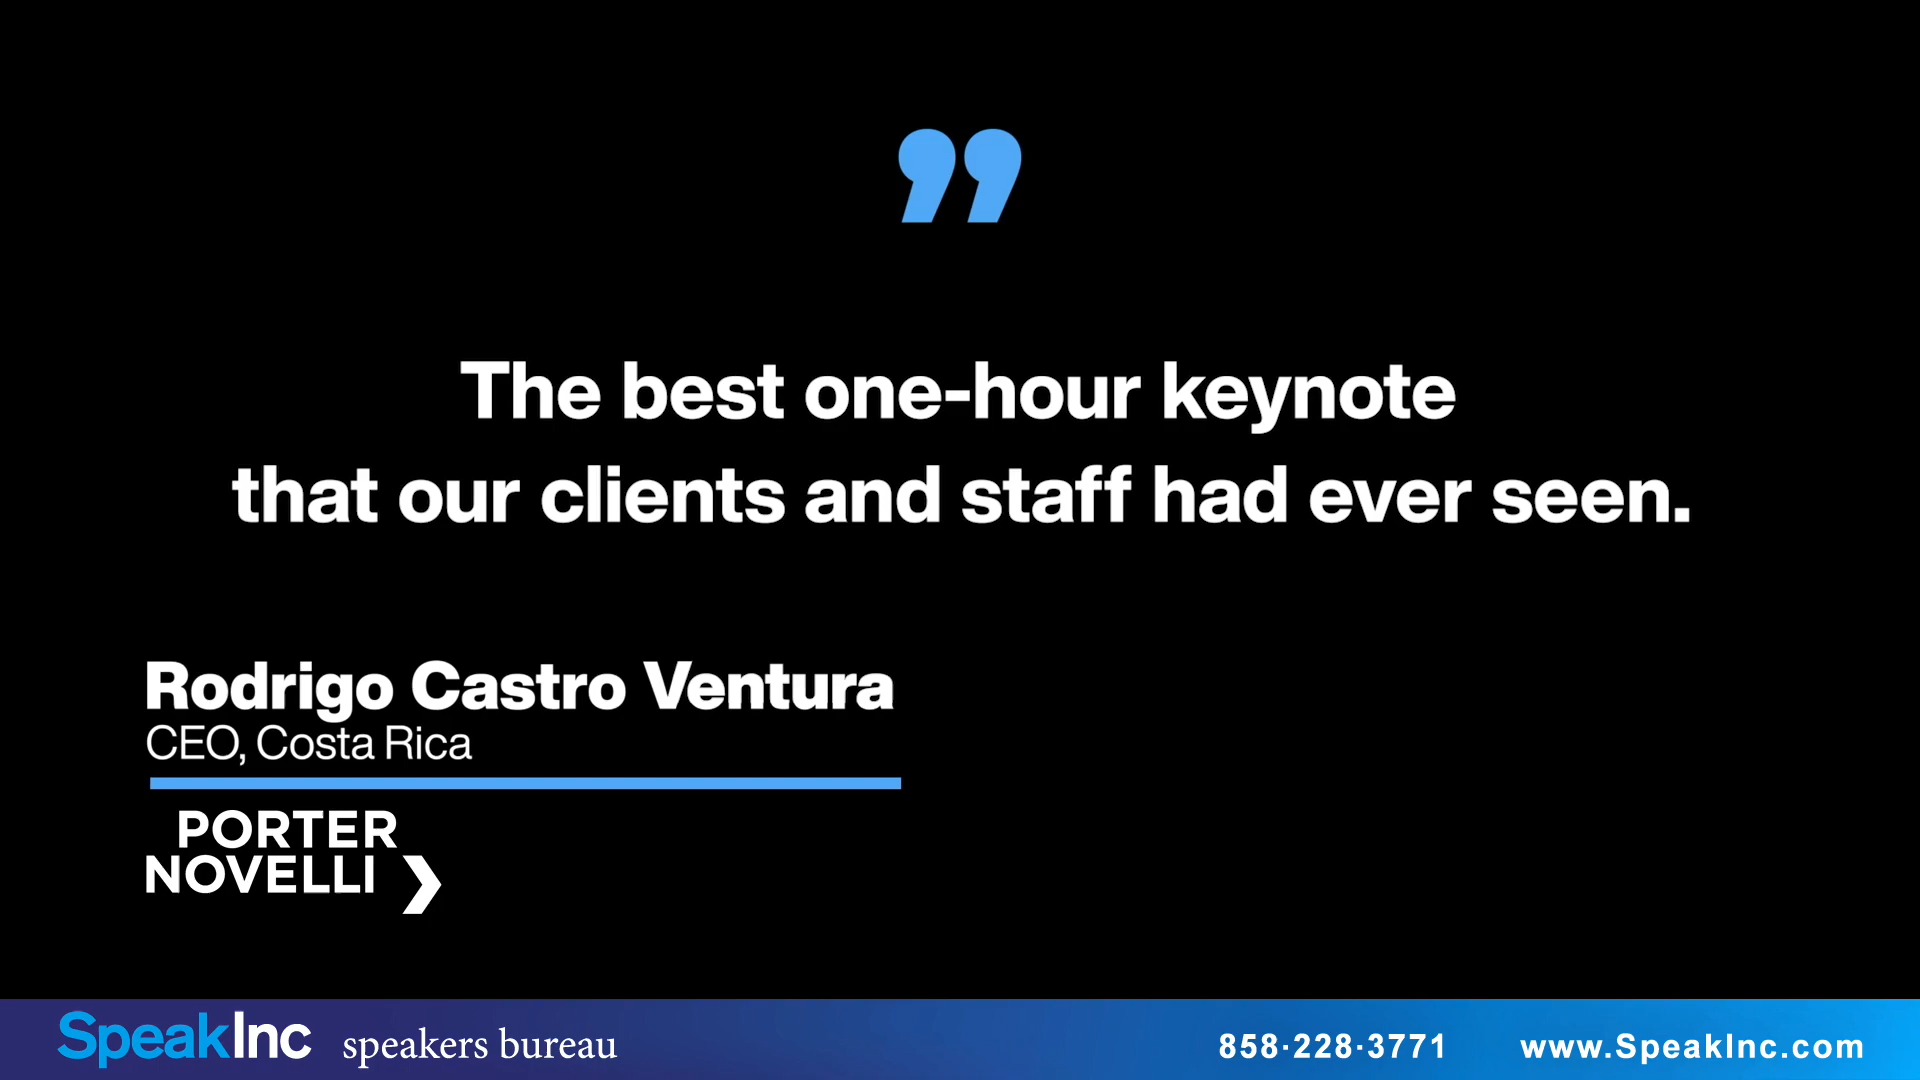 ”
The best one-hour keynote
that our clients and staff had ever seen.
Rodrigo Castro Ventura
CEO, Costa Rica
PORTER
NOVELLI
SpeakInc speakers bureau
858·228·3771 www.SpeakInc.com